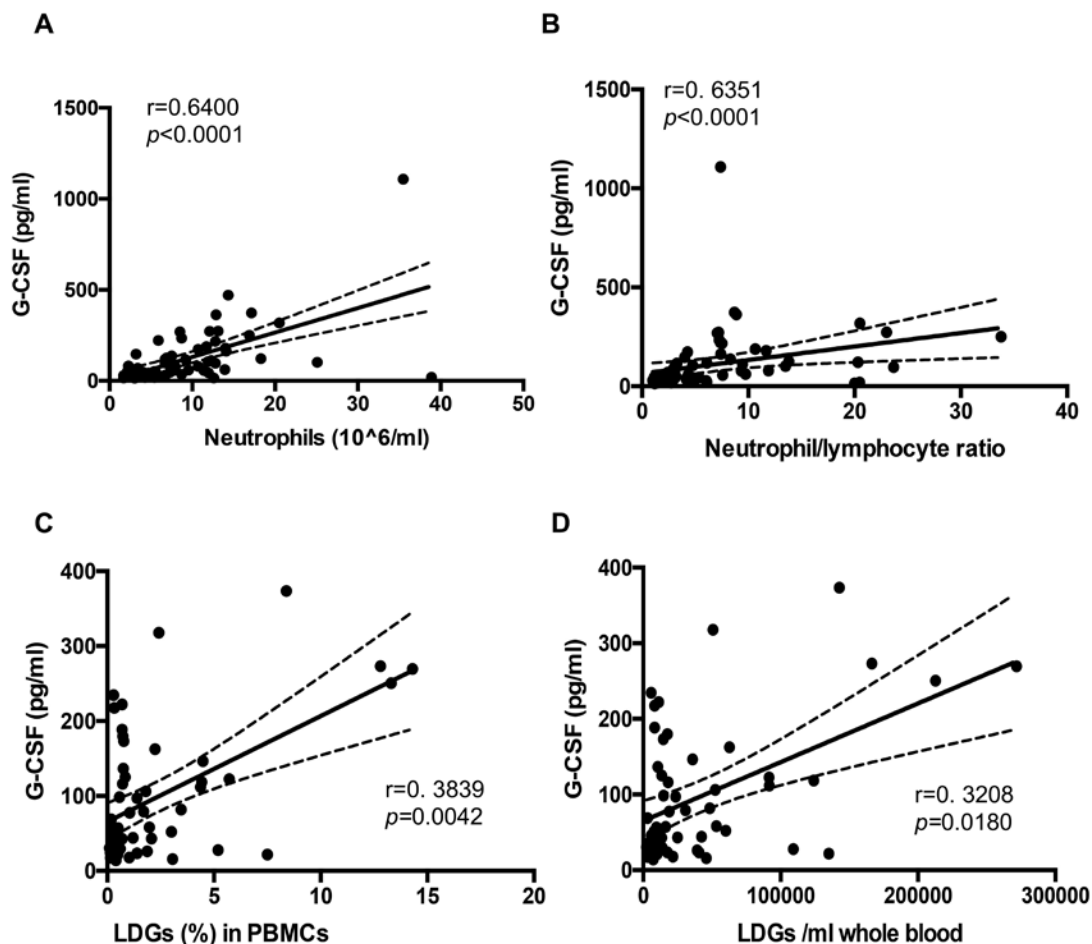 A
G-CSF (pg/ml)
1500
1000
500
0
r=0.6400
p<0.0001
0 10 20 30 40 50
Neutrophils (10^6/ml)
B
G-CSF (pg/ml)
1500
1000
500
0
r=0. 6351
p<0.0001
0 10 20 30 40
Neutrophil/lymphocyte ratio
C
G-CSF (pg/ml)
400
300
200
100
0
r=0. 3839
p=0.0042
0 5 10 15 20
LDGs (%) in PBMCs
D
G-CSF (pg/ml)
400
300
200
100
0
r=0. 3208
p=0.0180
0 100000 200000 300000
LDGs /ml whole blood